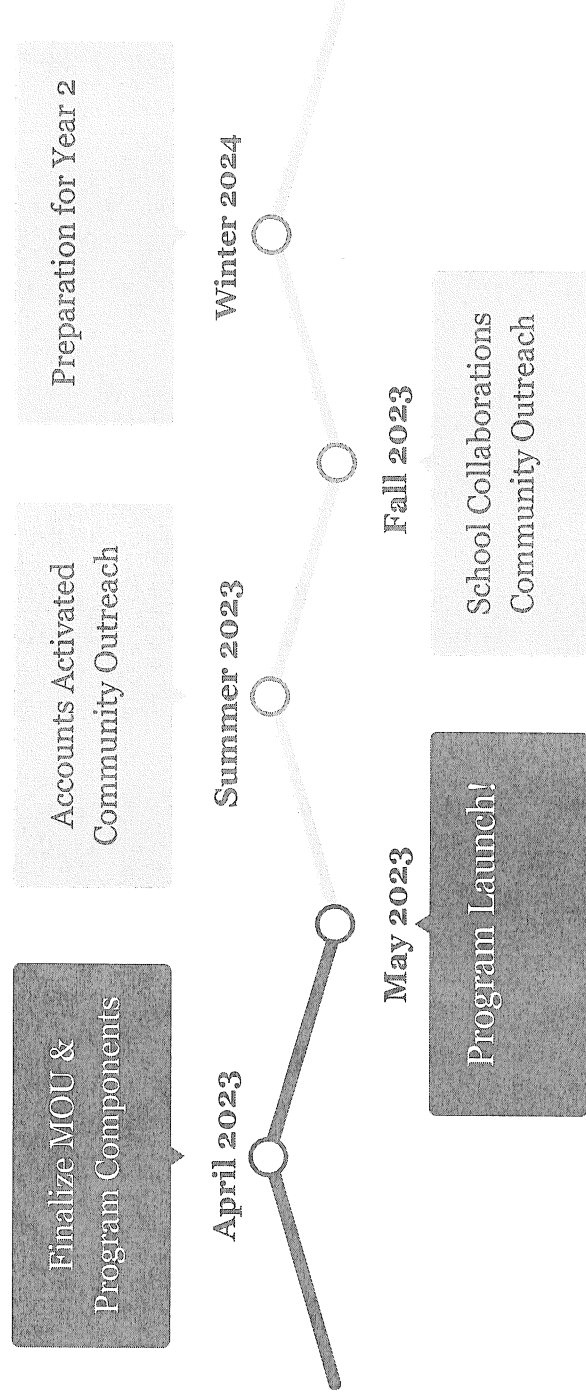 Finalize MOU &
Program Components
April 2023
May 2023
Program Launch!
Accounts Activated
Community Outreach
Summer 2023
Fall 2023
School Collaborations
Community Outreach
Preparation for Year 2
Winter 2024